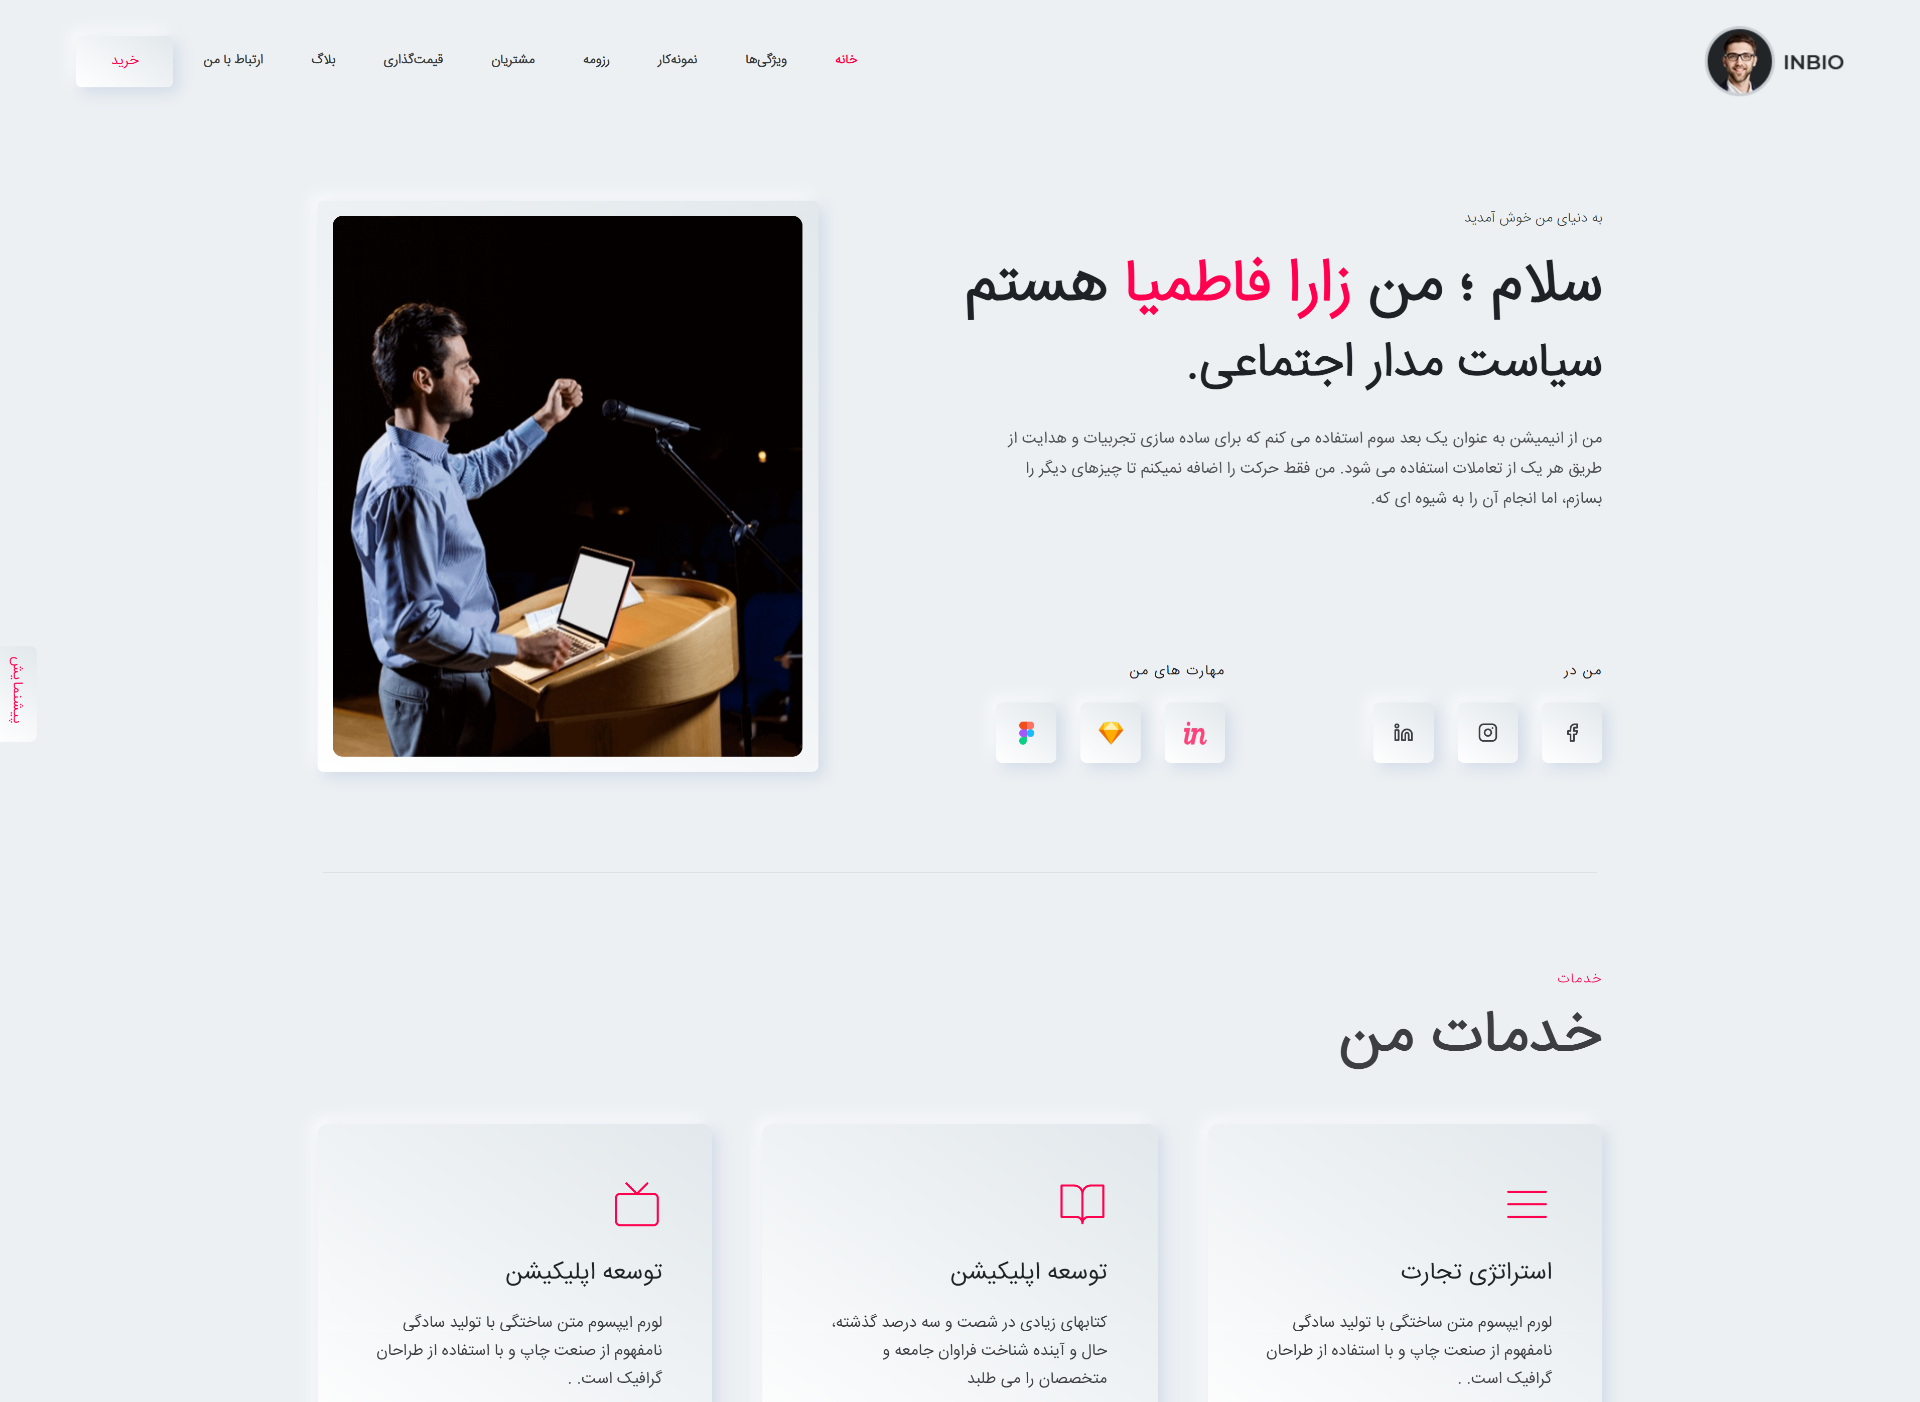 INBIO
خانه
ویژگی‌ها
نمونه‌کار
رزومه
مشتریان
قیمت‌گذاری
بلاگ
ارتباط با من
خرید
به دنیای من خوش آمدید
سلام ؛ من زارا فاطمیا هستم
سیاست مدار اجتماعی.
من از انیمیشن به عنوان یک بعد سوم استفاده می کنم که برای ساده سازی تجربیات و هدایت از
طریق هر یک از تعاملات استفاده می شود. من فقط حرکت را اضافه نمیکنم تا چیزهای دیگر را
بسازم، اما انجام آن را به شیوه ای که.
من در
مهارت های من
in
in
پیشنمایش
خدمات
خدمات من
استراتژی تجارت
لورم ایپسوم متن ساختگی با تولید سادگی
نامفهوم از صنعت چاپ و با استفاده از طراحان
گرافیک است. .
توسعه اپلیکیشن
کتابهای زیادی در شصت و سه درصد گذشته،
حال و آینده شناخت فراوان جامعه و
متخصصان را می طلبد
توسعه اپلیکیشن
لورم ایپسوم متن ساختگی با تولید سادگی
نامفهوم از صنعت چاپ و با استفاده از طراحان
گرافیک است. .